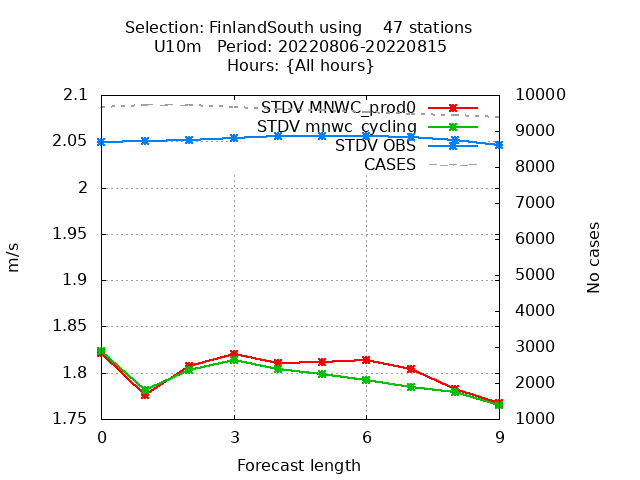 Selection: FinlandSouth using    47 stations
U10m   Period: 20220806-20220815
Hours: {All hours}
2.1
2.05
2
1.95
1.9
1.85
1.8
1.75
m/s
STDV MNWC_prod0
STDV mnwc_cycling
STDV OBS
CASES
10000
9000
8000
7000
6000
5000
4000
3000
2000
1000
No cases
0 3 6 9
Forecast length